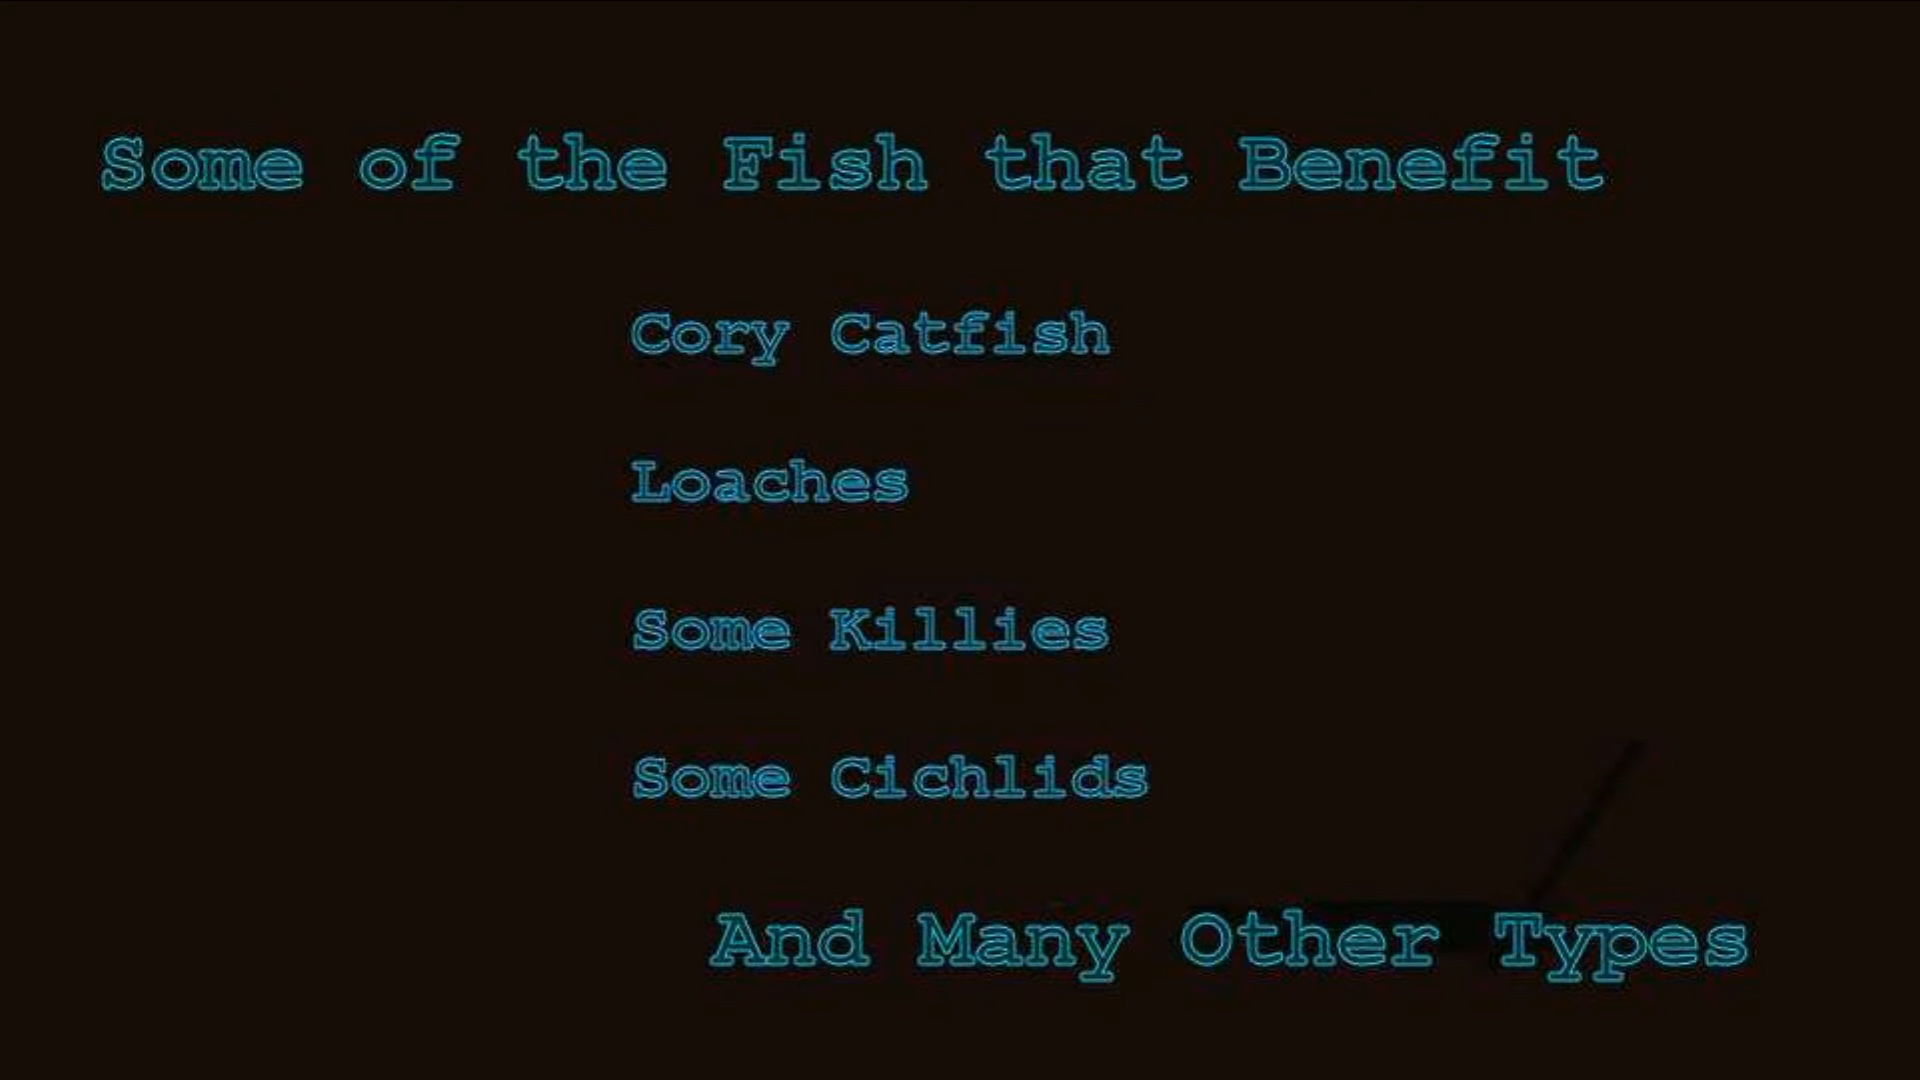 Some of the Fish that Benefit
Cory Catfish
Loaches
Some Killies
Some Cichlids
And Many Other Types